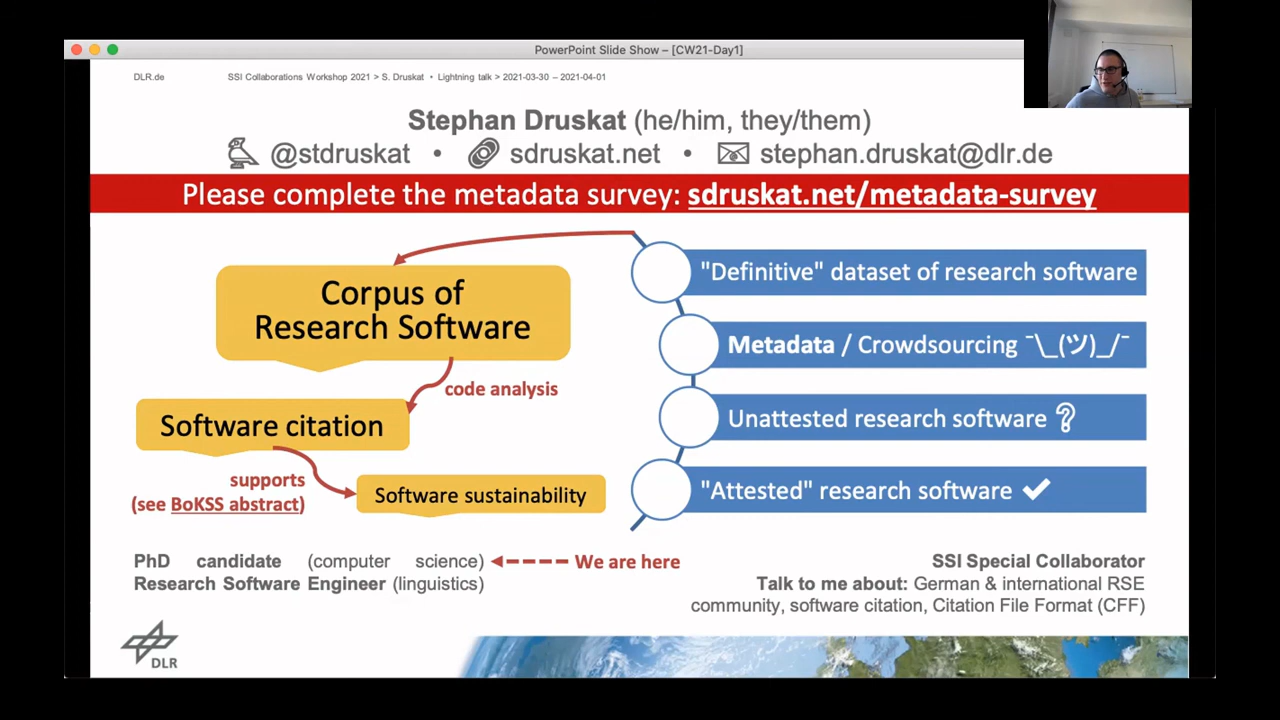 PowerPoint Slide Show – [CW21-Day1]
DLR.de
SSI Collaborations Workshop 2021 > S. Druskat • Lightning talk > 2021-03-30 – 2021-04-01
Stephan Druskat (he/him, they/them)
@stdruskat • sdruskat.net • stephan.druskat@dlr.de
Please complete the metadata survey: sdruskat.net/metadata-survey
Corpus of
Research Software
code analysis
Software citation
supports
(see BoKSS abstract)
Software sustainability
"Definitive" dataset of research software
Metadata / Crowdsourcing ¯\_(ツ)_/¯
Unattested research software ?
"Attested" research software ✔
PhD candidate (computer science)
We are here
Research Software Engineer (linguistics)
SSI Special Collaborator
Talk to me about: German & international RSE
community, software citation, Citation File Format (CFF)
DLR